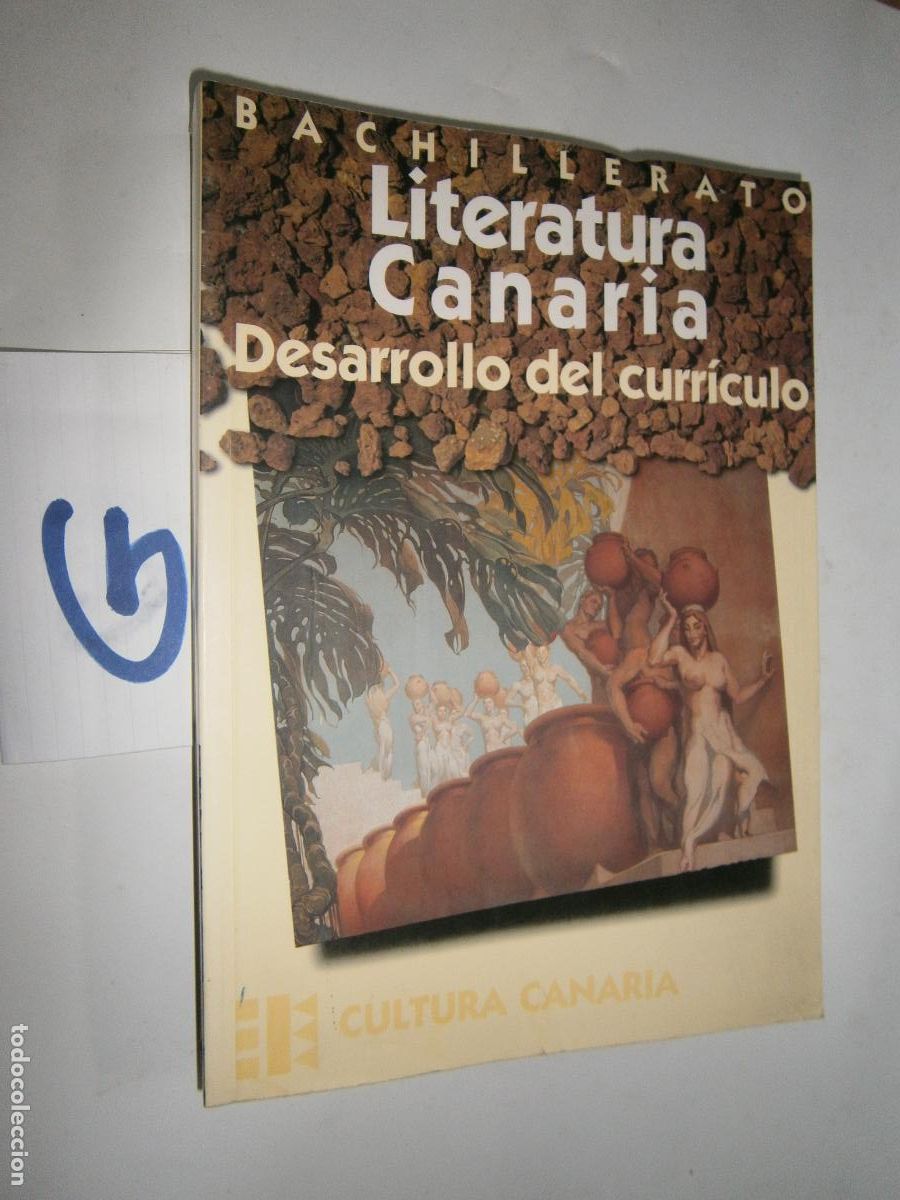 BACHILLERATO
Literatura
Canaria
Desarrollo del currículo
CULTURA CANARIA
todocoleccion